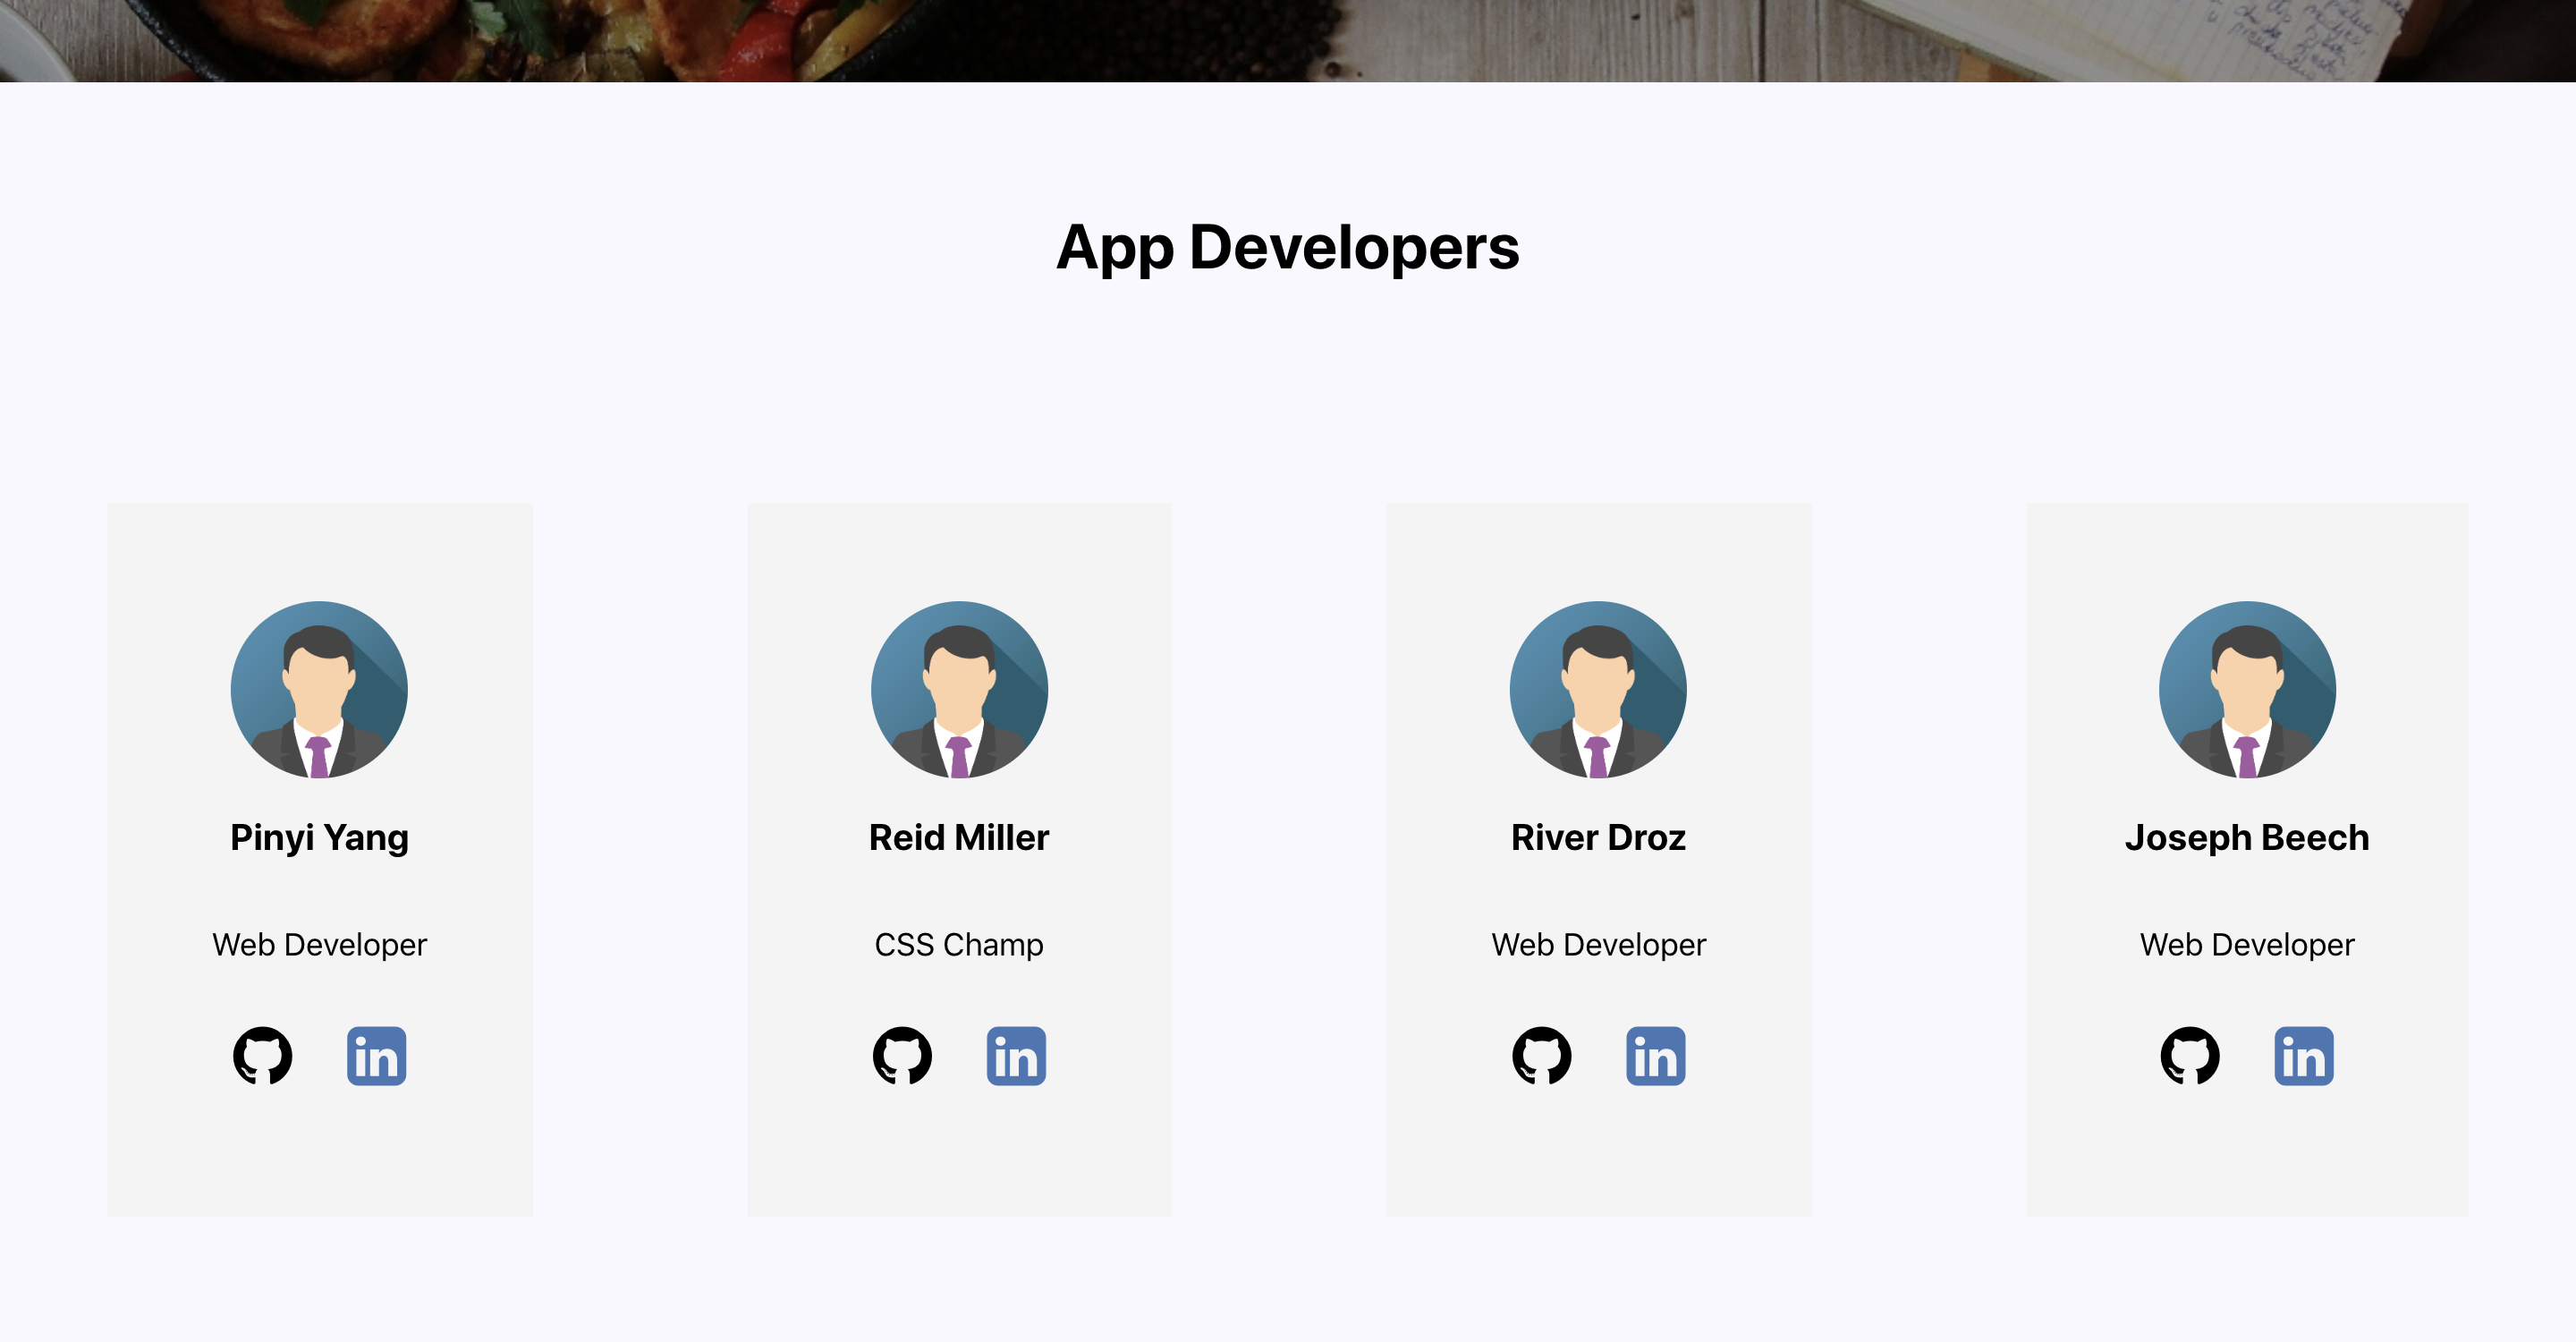 App Developers
Pinyi Yang
Reid Miller
River Droz
Joseph Beech
Web Developer
CSS Champ
Web Developer
Web Developer
in
in
in
in